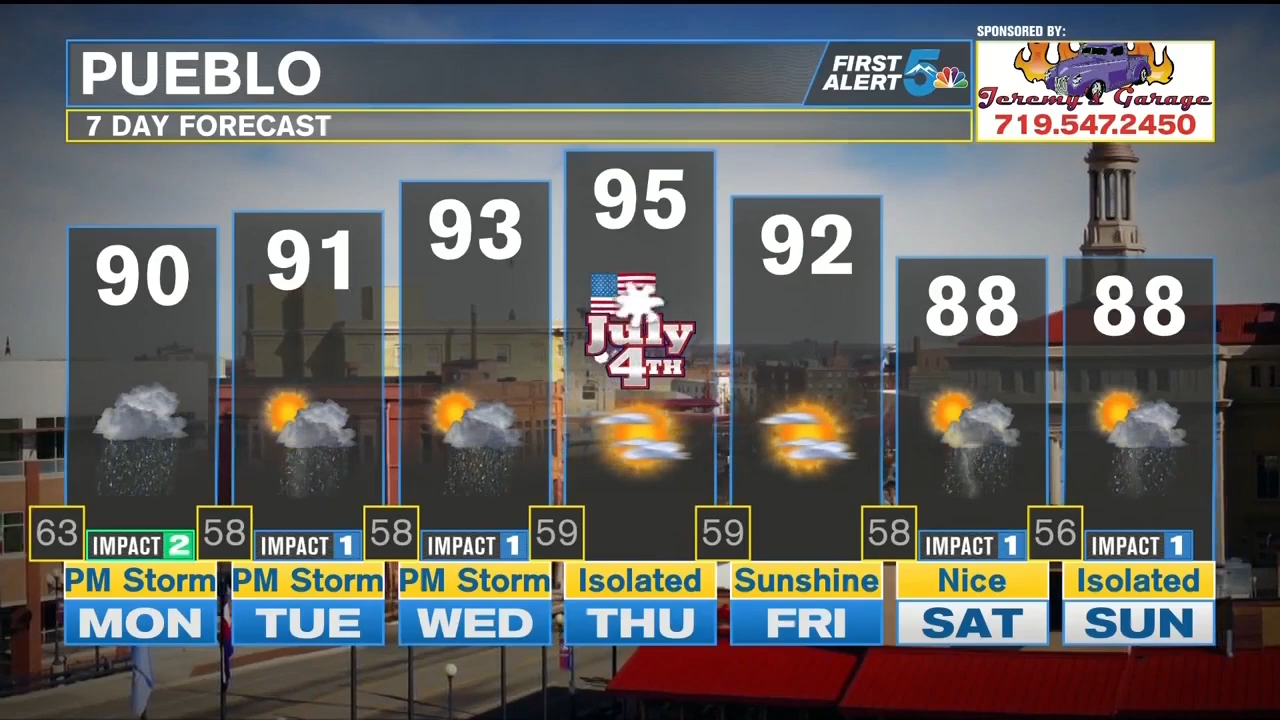 SPONSORED BY:
PUEBLO
FIRST ALERT 5
Jeremy's Garage
719.547.2450
7 DAY FORECAST
90 91 93 95 92 88 88
July 4TH
63 58 58 59 59 58 56
IMPACT 2 IMPACT 1 IMPACT 1 IMPACT 1 IMPACT 1
PM Storm PM Storm PM Storm Isolated Sunshine Nice Isolated
MON TUE WED THU FRI SAT SUN